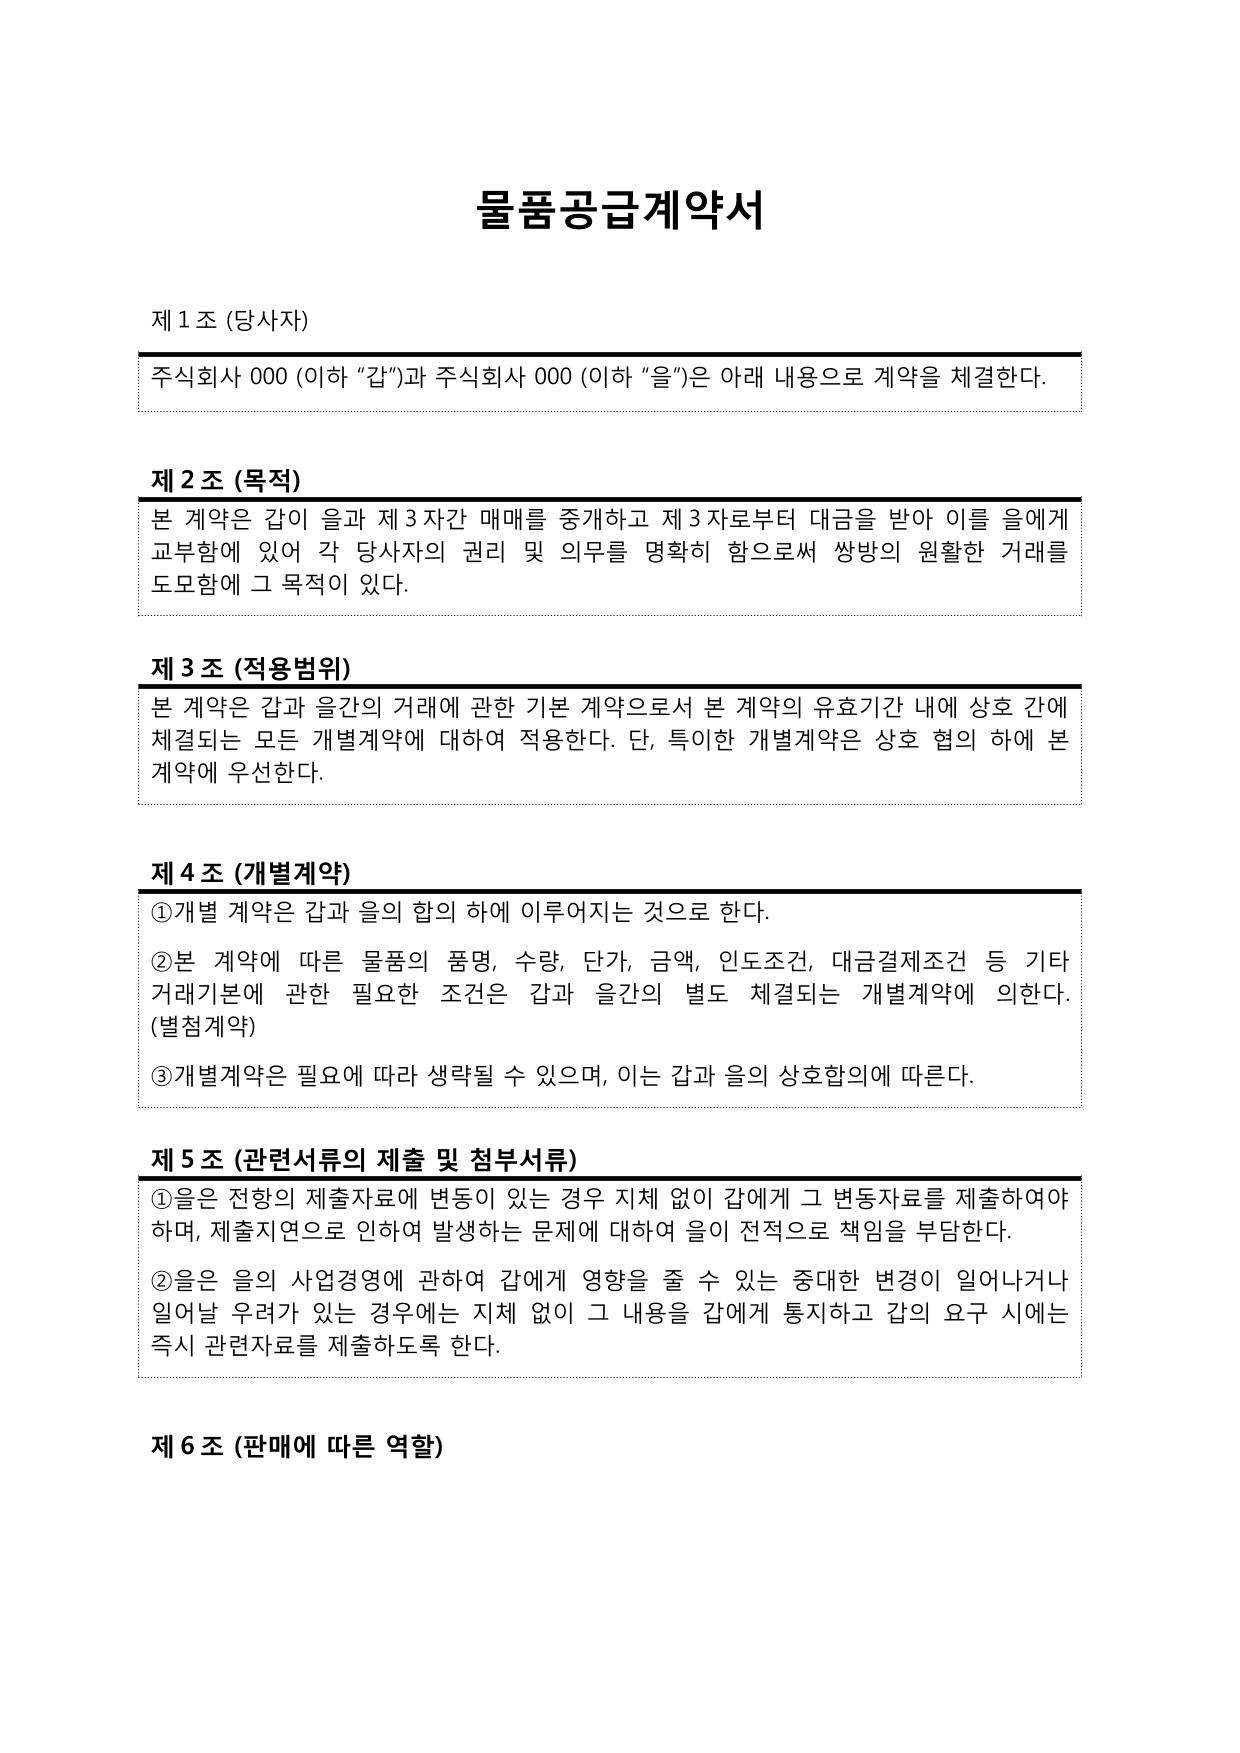 물품공급계약서
제1조 (당사자)
주식회사 000 (이하 “갑”)과 주식회사 000 (이하 “을”)은 아래 내용으로 계약을 체결한다.
제2조 (목적)
본 계약은 갑이 을과 제3자간 매매를 중개하고 제3자로부터 대금을 받아 이를 을에게
교부함에 있어 각 당사자의 권리 및 의무를 명확히 함으로써 쌍방의 원활한 거래를
도모함에 그 목적이 있다.
제3조 (적용범위)
본 계약은 갑과 을간의 거래에 관한 기본 계약으로서 본 계약의 유효기간 내에 상호 간에
체결되는 모든 개별계약에 대하여 적용한다. 단, 특이한 개별계약은 상호 협의 하에 본
계약에 우선한다.
제4조 (개별계약)
①개별 계약은 갑과 을의 합의 하에 이루어지는 것으로 한다.
②본 계약에 따른 물품의 품명, 수량, 단가, 금액, 인도조건, 대금결제조건 등 기타
거래기본에 관한 필요한 조건은 갑과 을간의 별도 체결되는 개별계약에 의한다.
(별첨계약)
③개별계약은 필요에 따라 생략될 수 있으며, 이는 갑과 을의 상호합의에 따른다.
제5조 (관련서류의 제출 및 첨부서류)
①을은 전항의 제출자료에 변동이 있는 경우 지체 없이 갑에게 그 변동자료를 제출하여야
하며, 제출지연으로 인하여 발생하는 문제에 대하여 을이 전적으로 책임을 부담한다.
②을은 을의 사업경영에 관하여 갑에게 영향을 줄 수 있는 중대한 변경이 일어나거나
일어날 우려가 있는 경우에는 지체 없이 그 내용을 갑에게 통지하고 갑의 요구 시에는
즉시 관련자료를 제출하도록 한다.
제6조 (판매에 따른 역할)